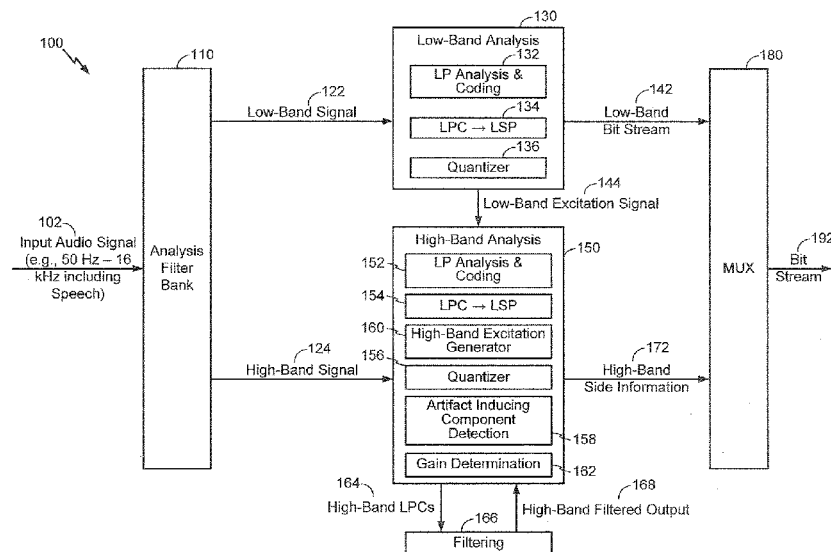 100
110
130
180
Low-Band Analysis
132
LP Analysis &
Coding
122
Low-Band Signal
134
LPC → LSP
142
Low-Band
Bit Stream
136
Quantizer
144
Low-Band Excitation Signal
102
Input Audio Signal
(e.g., 50 Hz – 16
kHz including
Speech)
Analysis
Filter
Bank
High-Band Analysis
150
152
LP Analysis &
Coding
154
LPC → LSP
160
High-Band Excitation
Generator
156
Quantizer
124
High-Band Signal
172
High-Band
Side Information
MUX
192
Bit
Stream
Artifact Inducing
Component
Detection
158
Gain Determination
162
164
High-Band LPCs
168
High-Band Filtered Output
166
Filtering